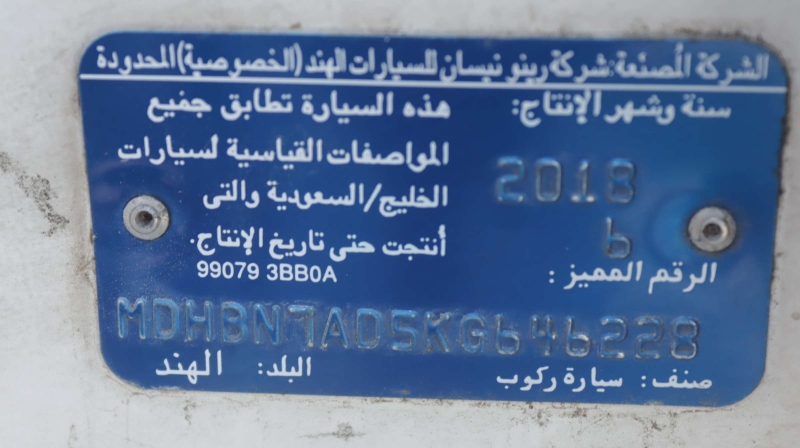 الشركة المصنعة: شركة رينو نيسان للسيارات الهند (الخصوصية) المحدودة
سنة وشهر الإنتاج:
2018
6
الرقم المميز :
هذه السيارة تطابق جميع
المواصفات القياسية لسيارات
الخليج/السعودية والتى
أنتجت حتى تاريخ الإنتاج.
99079 3BB0A
MDHBN7AD5KG646228
صنف: سيارة ركوب
البلد: الهند